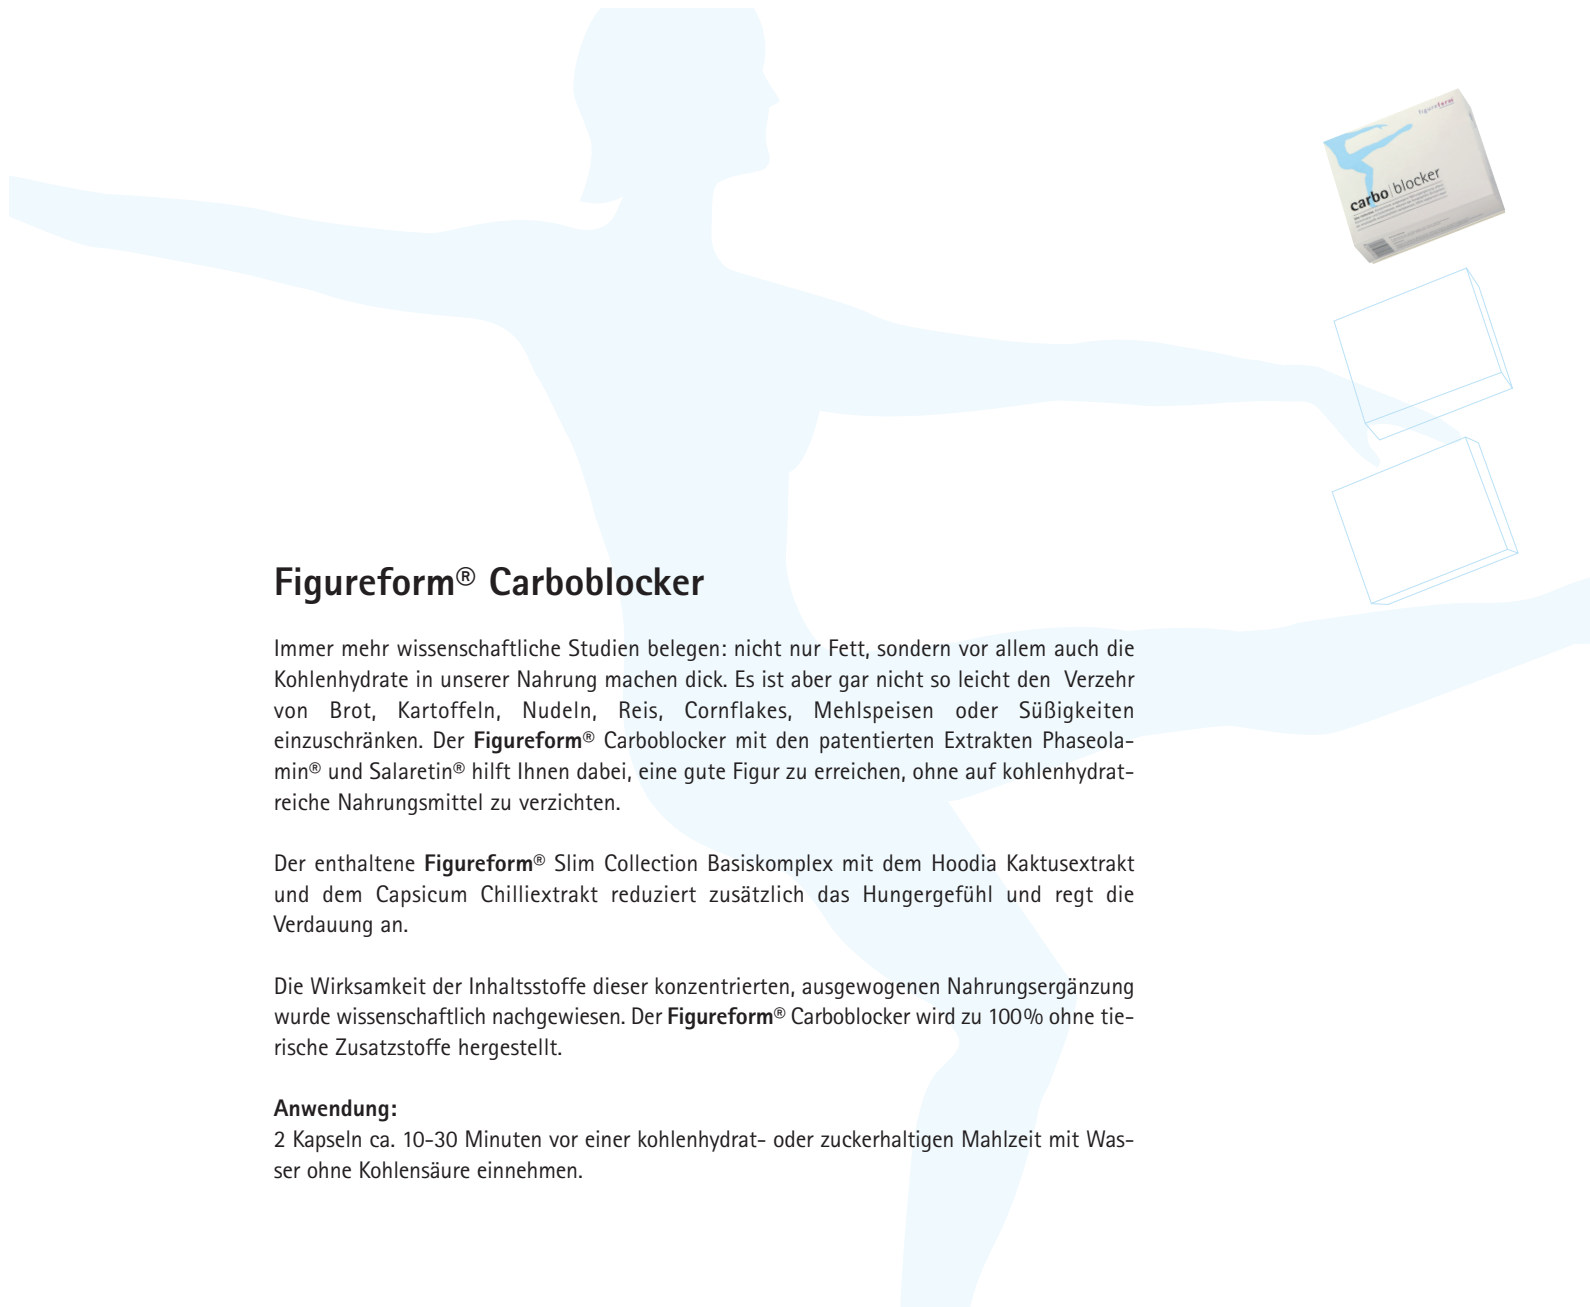 figureform
carbo blocker
Figureform® Carboblocker
Immer mehr wissenschaftliche Studien belegen: nicht nur Fett, sondern vor allem auch die
Kohlenhydrate in unserer Nahrung machen dick. Es ist aber gar nicht so leicht den Verzehr
von Brot, Kartoffeln, Nudeln, Reis, Cornflakes, Mehlspeisen oder Süßigkeiten
einzuschränken. Der Figureform® Carboblocker mit den patentierten Extrakten Phaseola-
min® und Salaretin® hilft Ihnen dabei, eine gute Figur zu erreichen, ohne auf kohlenhydrat-
reiche Nahrungsmittel zu verzichten.
Der enthaltene Figureform® Slim Collection Basiskomplex mit dem Hoodia Kaktusextrakt
und dem Capsicum Chilliextrakt reduziert zusätzlich das Hungergefühl und regt die
Verdauung an.
Die Wirksamkeit der Inhaltsstoffe dieser konzentrierten, ausgewogenen Nahrungsergänzung
wurde wissenschaftlich nachgewiesen. Der Figureform® Carboblocker wird zu 100% ohne tie-
rische Zusatzstoffe hergestellt.
Anwendung:
2 Kapseln ca. 10-30 Minuten vor einer kohlenhydrat- oder zuckerhaltigen Mahlzeit mit Was-
ser ohne Kohlensäure einnehmen.